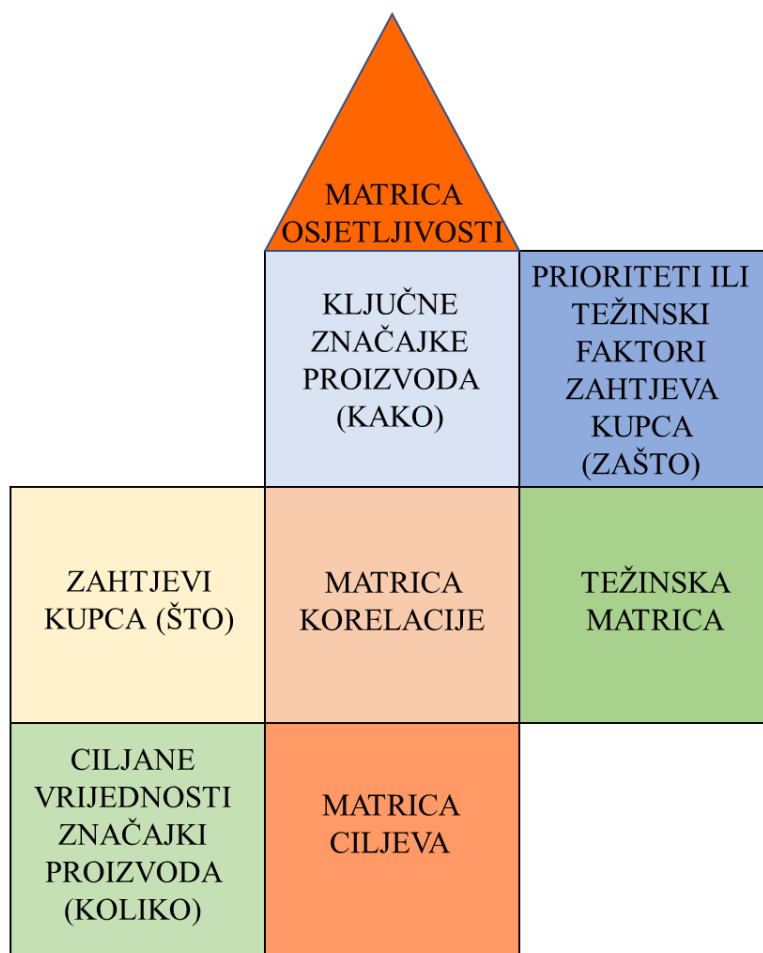 MATRICA
OSJETLJIVOSTI
KLJUČNE
ZNAČAJKE
PROIZVODA
(KAKO)
PRIORITETI ILI
TEŽINSKI
FAKTORI
ZAHTJEVA
KUPCA
(ZAŠTO)
ZAHTJEVI
KUPCA (ŠTO)
MATRICA
KORELACIJE
TEŽINSKA
MATRICA
CILJANE
VRIJEDNOSTI
ZNAČAJKI
PROIZVODA
(KOLIKO)
MATRICA
CILJEVA